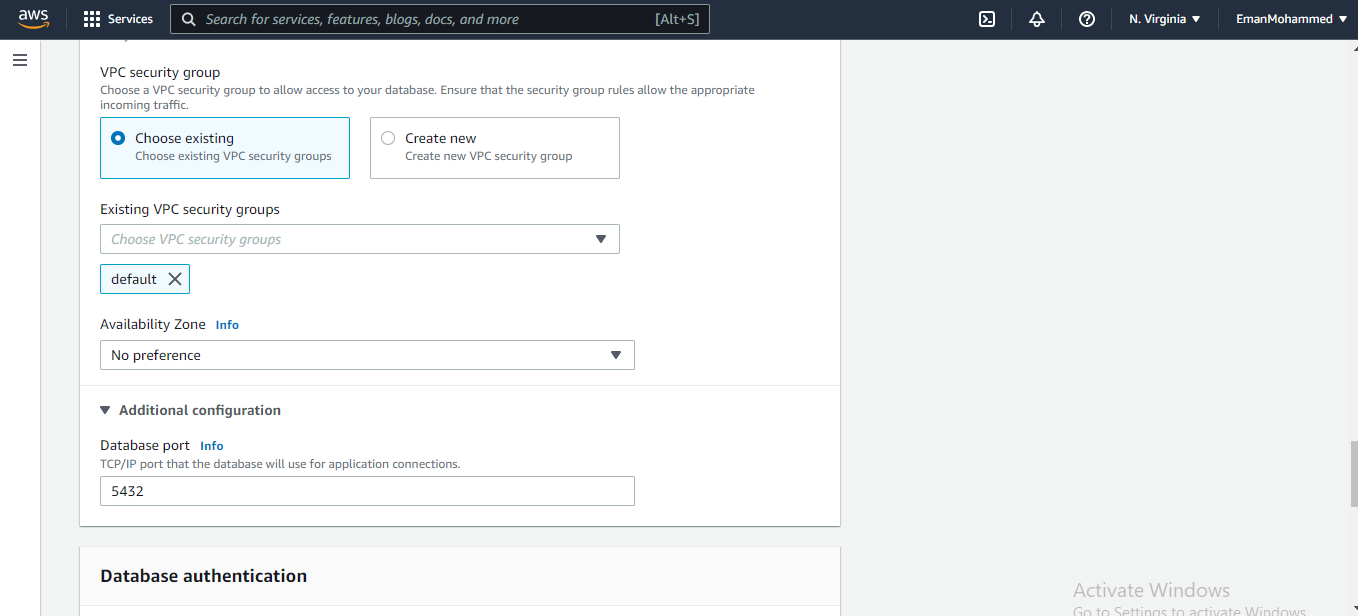 aws
Services
Search for services, features, blogs, docs, and more
[Alt+S]
N. Virginia
EmanMohammed
VPC security group
Choose a VPC security group to allow access to your database. Ensure that the security group rules allow the appropriate
incoming traffic.
Choose existing
Choose existing VPC security groups
Create new
Create new VPC security group
Existing VPC security groups
Choose VPC security groups
default
Availability Zone Info
No preference
Additional configuration
Database port Info
TCP/IP port that the database will use for application connections.
5432
Database authentication
Activate Windows
Go to Settings to activate Windows.